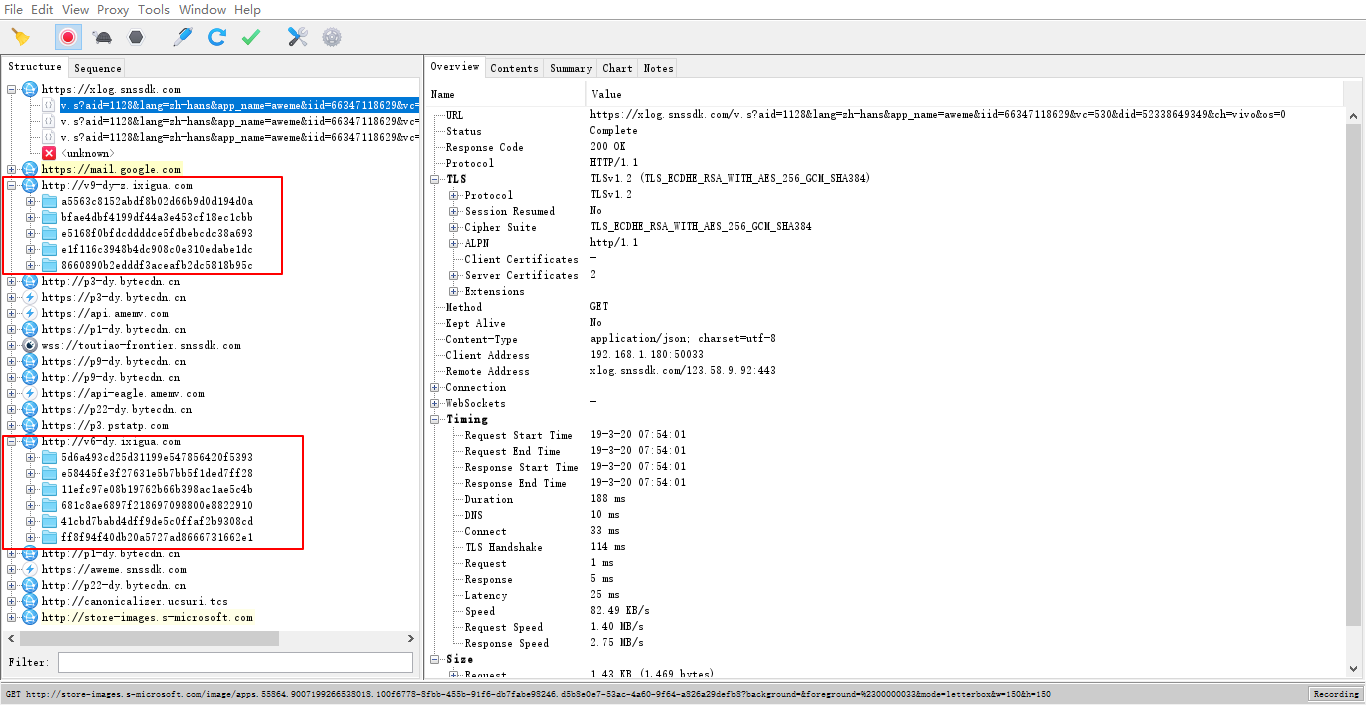 File Edit View Proxy Tools Window Help
Structure Sequence
https://xlog.snssdk.com
v.s?aid=1128&lang=zh-hans&app_name=aweme&iid=66347118629&vc=
v.s?aid=1128&lang=zh-hans&app_name=aweme&iid=66347118629&vc=
v.s?aid=1128&lang=zh-hans&app_name=aweme&iid=66347118629&vc=
<unknown>
https://mail.google.com
http://v9-dy-z.ixigua.com
a5563c8152abdf8b02d66b9d0d194d0a
bfae4dbf4199df44a3e453cf18ec1cbb
e5168f0bfdcddddce5fdbebcdc38a693
e1f116c3948b4dc908c0e310edabe1dc
8660890b2edddf3aceafb2dc5818b95c
http://p3-dy.bytecdn.cn
https://p3-dy.bytecdn.cn
https://api.amemv.com
https://p1-dy.bytecdn.cn
wss://toutiao-frontier.snssdk.com
https://p9-dy.bytecdn.cn
http://p9-dy.bytecdn.cn
https://api-eagle.amemv.com
https://p22-dy.bytecdn.cn
https://p3.pstatp.com
http://v6-dy.ixigua.com
5d6a493cd25d31199e547856420f5393
e58445fe3f27631e5b7bb5f1ded7ff28
11efc97e08b19762b66b398ac1ae5c4b
681c8ae6897f218697098800e8822910
41cbd7babd4dff9de5c0ffaf2b9308cd
ff8f94f40db20a5727ad8666731662e1
http://p1-dy.bytecdn.cn
https://aweme.snssdk.com
http://p22-dy.bytecdn.cn
http://canonicalizer.ucsuri.tcs
http://store-images.s-microsoft.com
Filter:
Overview Contents Summary Chart Notes
Name Value
URL https://xlog.snssdk.com/v.s?aid=1128&lang=zh-hans&app_name=aweme&iid=66347118629&vc=530&did=52338649349&ch=vivo&os=0
Status Complete
Response Code 200 OK
Protocol HTTP/1.1
TLS TLSv1.2 (TLS_ECDHE_RSA_WITH_AES_256_GCM_SHA384)
Protocol TLSv1.2
Session Resumed No
Cipher Suite TLS_ECDHE_RSA_WITH_AES_256_GCM_SHA384
ALPN http/1.1
Client Certificates -
Server Certificates 2
Extensions
Method GET
Kept Alive No
Content-Type application/json; charset=utf-8
Client Address 192.168.1.180:50033
Remote Address xlog.snssdk.com/123.58.9.92:443
Connection
WebSockets -
Timing
Request Start Time 19-3-20 07:54:01
Request End Time 19-3-20 07:54:01
Response Start Time 19-3-20 07:54:01
Response End Time 19-3-20 07:54:01
Duration 188 ms
DNS 10 ms
Connect 33 ms
TLS Handshake 114 ms
Request 1 ms
Response 5 ms
Latency 25 ms
Speed 82.49 KB/s
Request Speed 1.40 MB/s
Response Speed 2.75 MB/s
Size
Request 1.43 KB (1,469 bytes)
GET http://store-images.s-microsoft.com/image/apps.55864.9007199266538018.100f6778-8fbb-455b-91f6-db7fabe98246.d5b8e0e7-53ac-4a60-9f64-a826a29defb8?background=&foreground=%2300000033&mode=letterbox&w=150&h=150
Recording